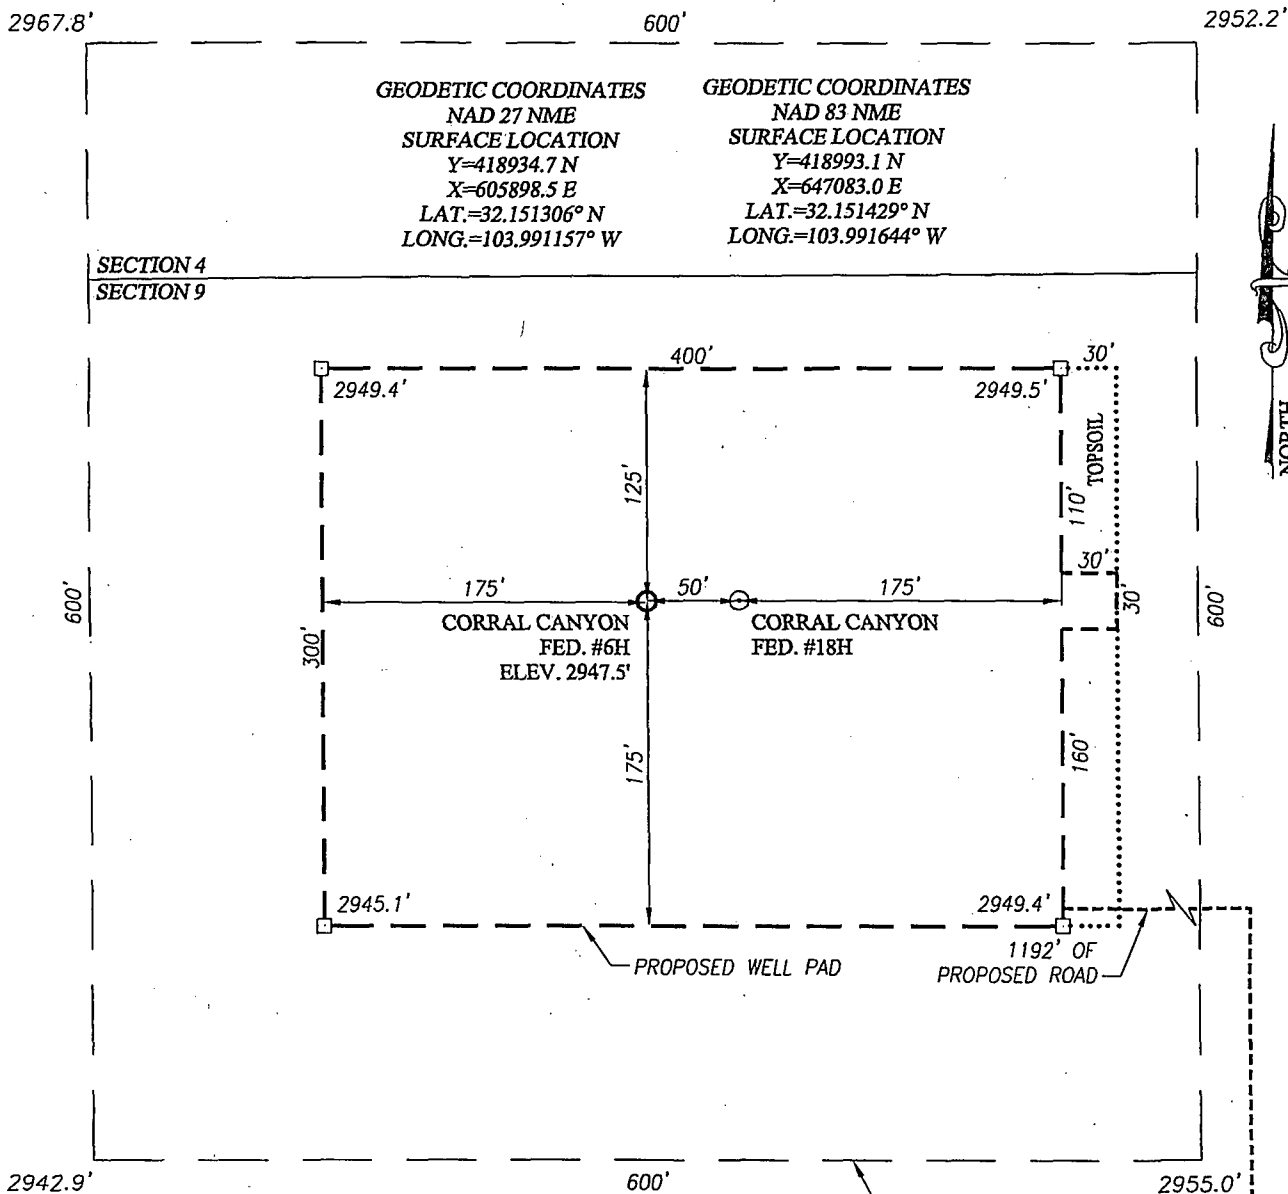 2967.8'
600'
2952.2'
GEODETIC COORDINATES
NAD 27 NME
SURFACE LOCATION
Y=418934.7 N
X=605898.5 E
LAT.=32.151306° N
LONG.=103.991157° W
GEODETIC COORDINATES
NAD 83 NME
SURFACE LOCATION
Y=418993.1 N
X=647083.0 E
LAT.=32.151429° N
LONG.=103.991644° W
SECTION 4
SECTION 9
NORTH
400'
30'
2949.4'
2949.5'
TOPSOIL
125'
110'
30'
175'
50'
175'
30'
600'
600'
300'
CORRAL CANYON
FED. #6H
ELEV. 2947.5'
CORRAL CANYON
FED. #18H
175'
160'
2945.1'
2949.4'
PROPOSED WELL PAD
1192' OF
PROPOSED ROAD
2942.9'
600'
2955.0'